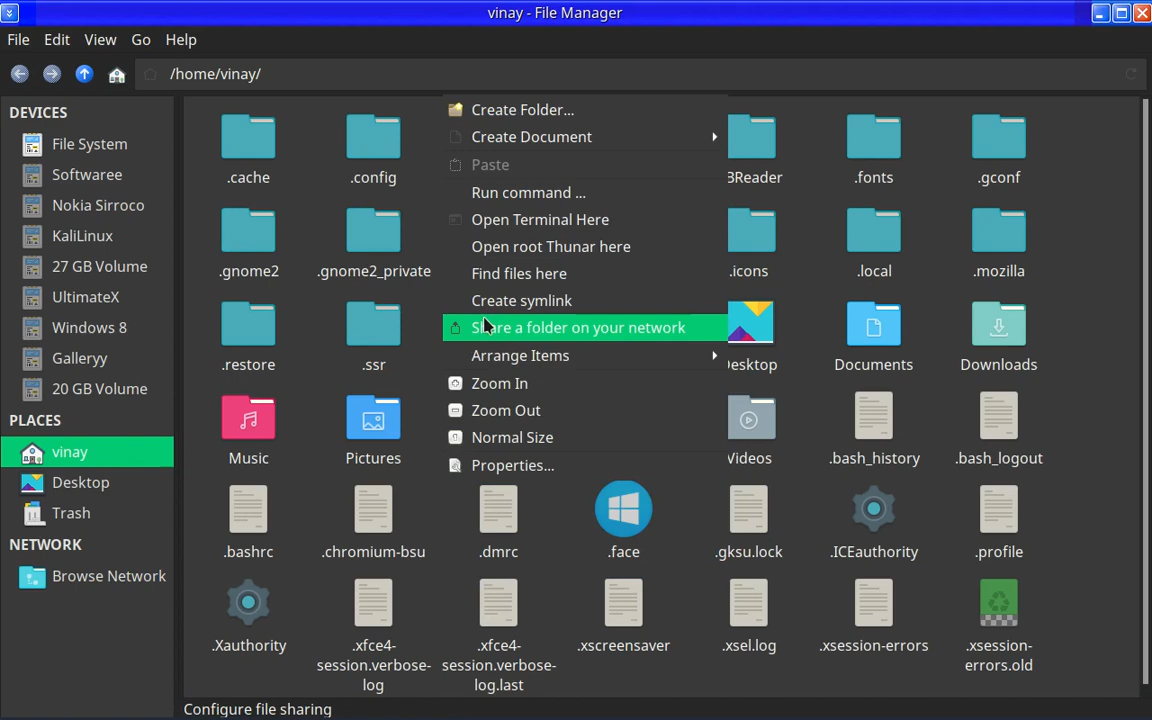 vinay - File Manager
File Edit View Go Help
/home/vinay/
DEVICES
File System
Softwaree
Nokia Sirroco
KaliLinux
27 GB Volume
UltimateX
Windows 8
Galleryy
20 GB Volume
PLACES
vinay
Desktop
Trash
NETWORK
Browse Network
Create Folder...
Create Document
Paste
Run command ...
Open Terminal Here
Open root Thunar here
Find files here
Create symlink
Share a folder on your network
Arrange Items
Zoom In
Zoom Out
Normal Size
Properties...
.cache .config BReader .fonts .gconf
.gnome2 .gnome2_private .icons .local .mozilla
.restore .ssr Desktop Documents Downloads
Music Pictures Videos .bash_history .bash_logout
.bashrc .chromium-bsu .dmrc .face .gksu.lock .ICEauthority .profile
.Xauthority .xfce4- .xfce4- .xscreensaver .xsel.log .xsession-errors .xsession-
session.verbose- session.verbose- errors.old
log log.last
Configure file sharing